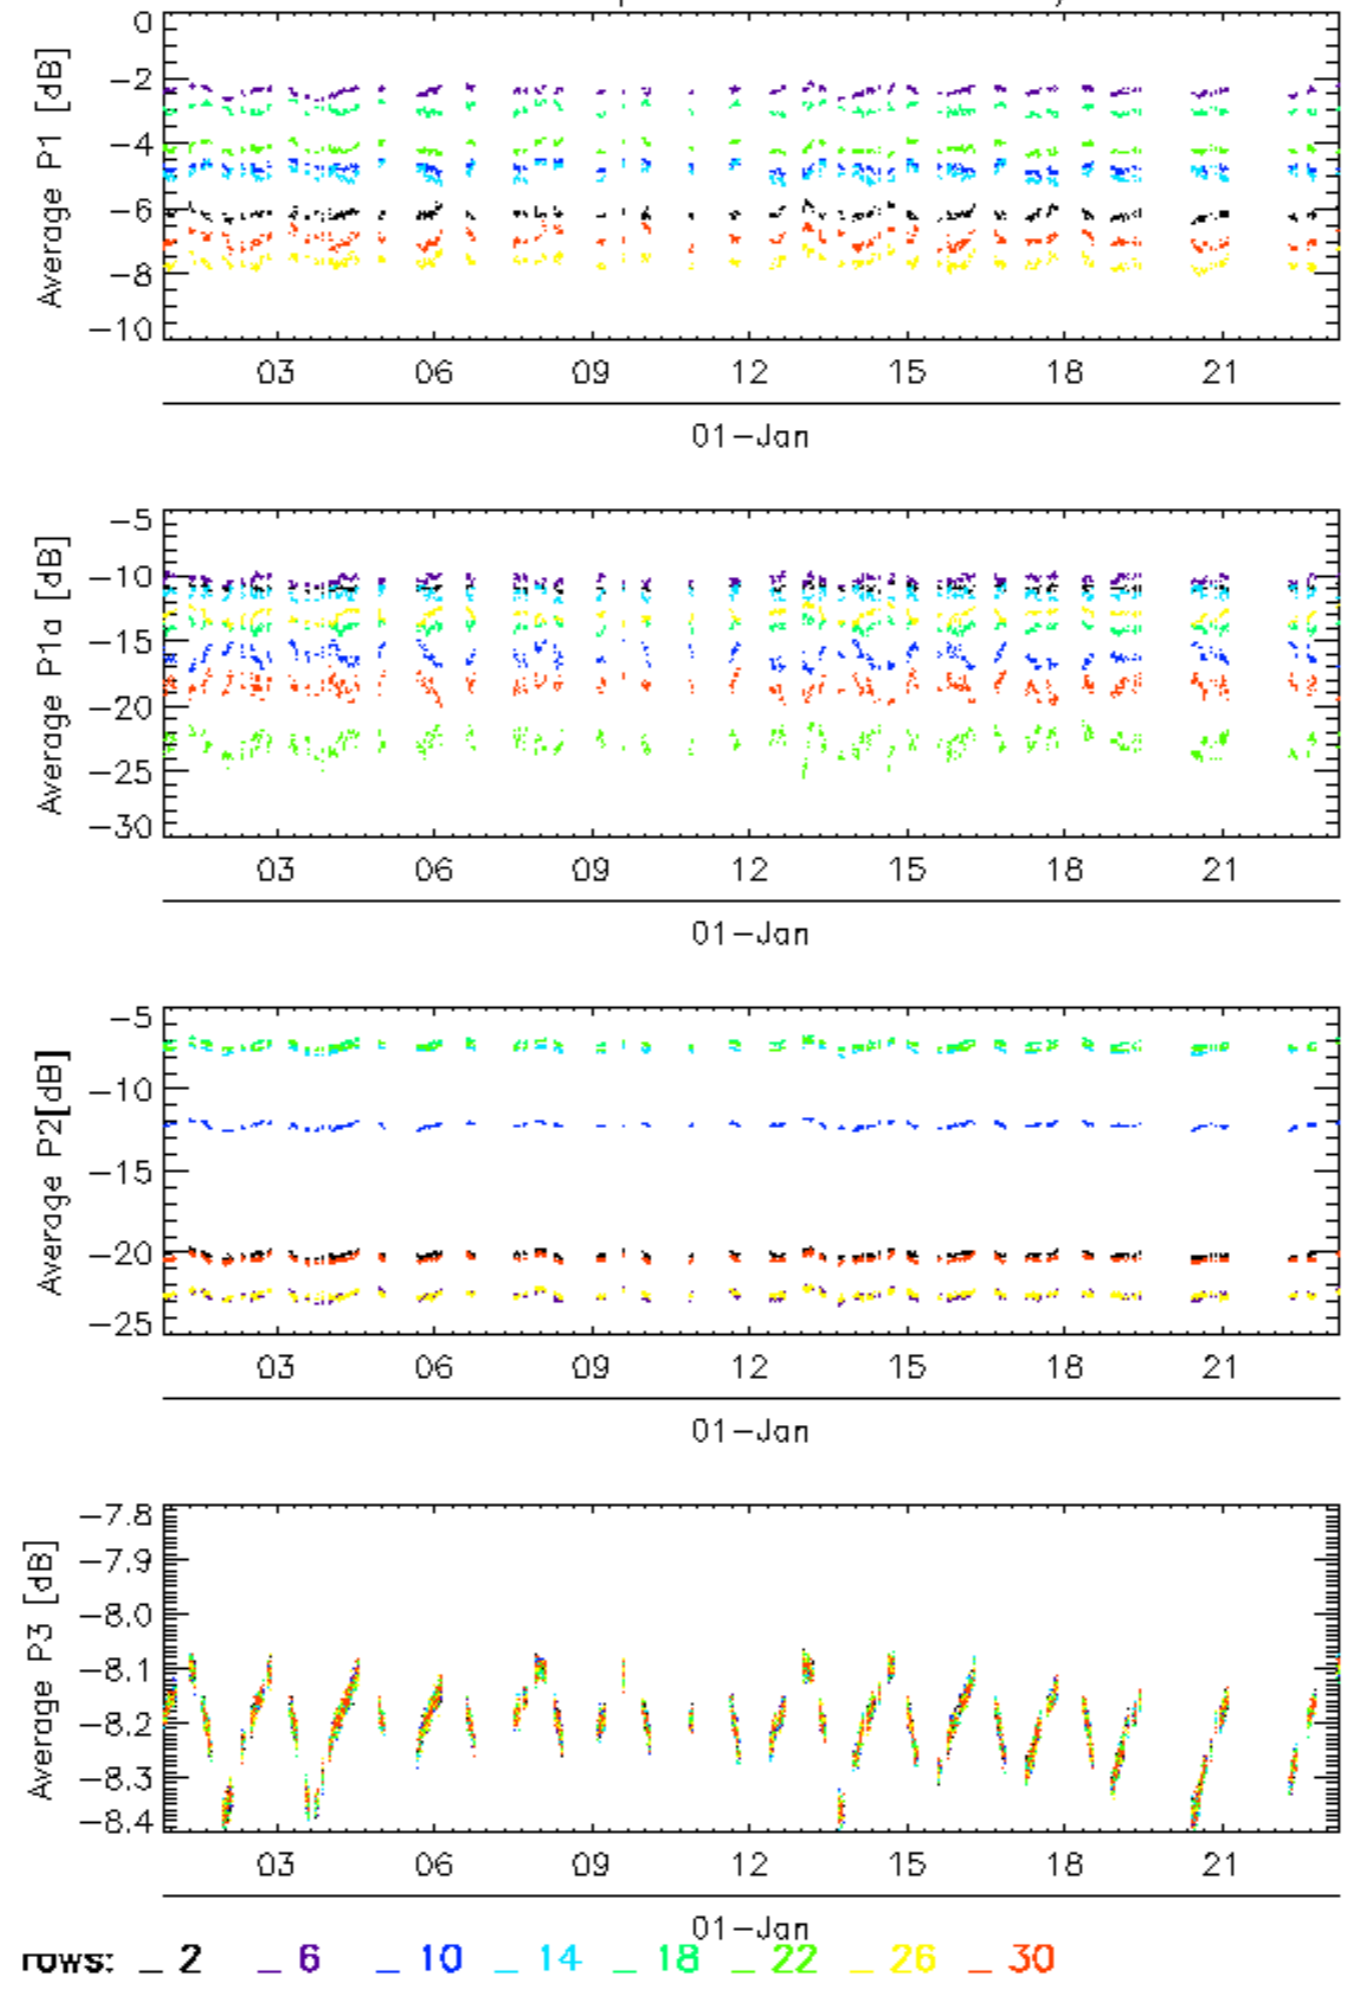 0
−2
−4
−6
−8
−10
Average P1 [dB]
03 06 09 12 15 18 21
01−Jan
−5
−10
−15
−20
−25
−30
Average P1a [dB]
03 06 09 12 15 18 21
01−Jan
−5
−10
−15
−20
−25
Average P2[dB]
03 06 09 12 15 18 21
01−Jan
−7.8
−7.9
−8.0
−8.1
−8.2
−8.3
−8.4
Average P3 [dB]
03 06 09 12 15 18 21
01−Jan
rows: _ 2 _ 6 _ 10 _ 14 _ 18 _ 22 _ 26 _ 30